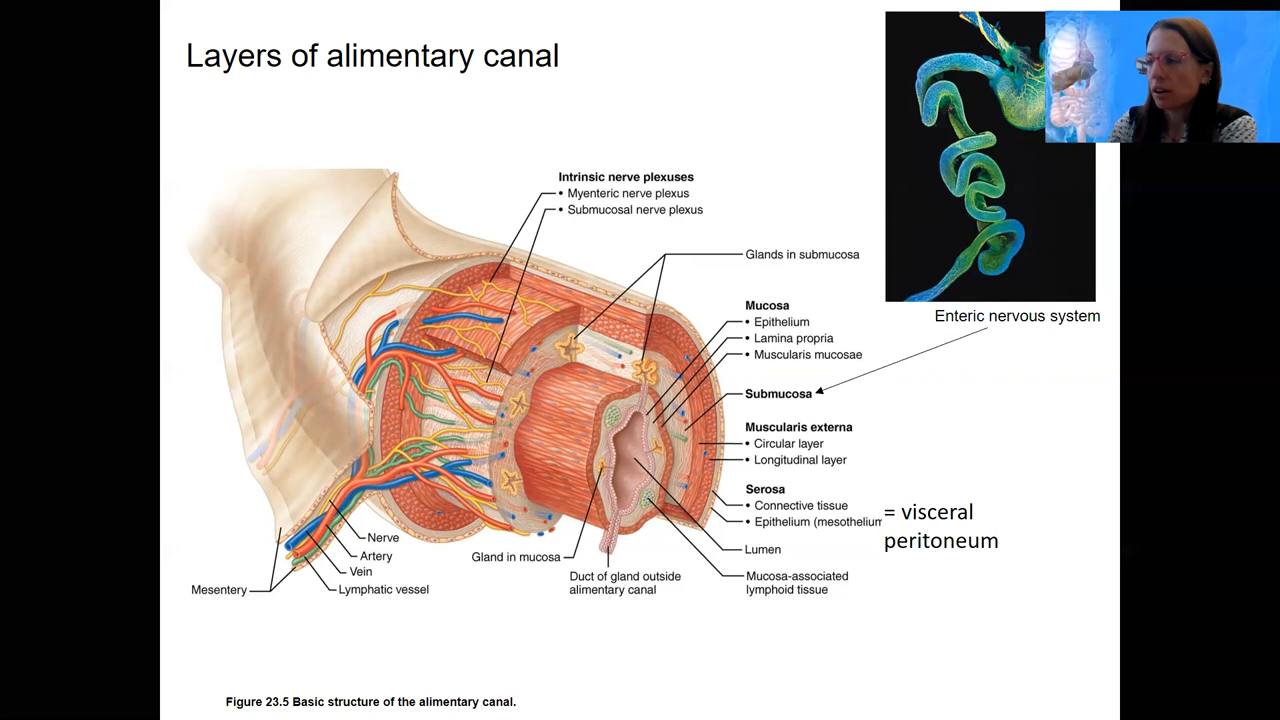 Layers of alimentary canal
Intrinsic nerve plexuses
• Myenteric nerve plexus
• Submucosal nerve plexus
Glands in submucosa
Mucosa
• Epithelium
• Lamina propria
• Muscularis mucosae
Enteric nervous system
Submucosa
Muscularis externa
• Circular layer
• Longitudinal layer
Serosa
• Connective tissue
• Epithelium (mesothelium
= visceral
peritoneum
Nerve
Artery
Vein
Lymphatic vessel
Mesentery
Gland in mucosa
Duct of gland outside
alimentary canal
Lumen
Mucosa-associated
lymphoid tissue
Figure 23.5 Basic structure of the alimentary canal.